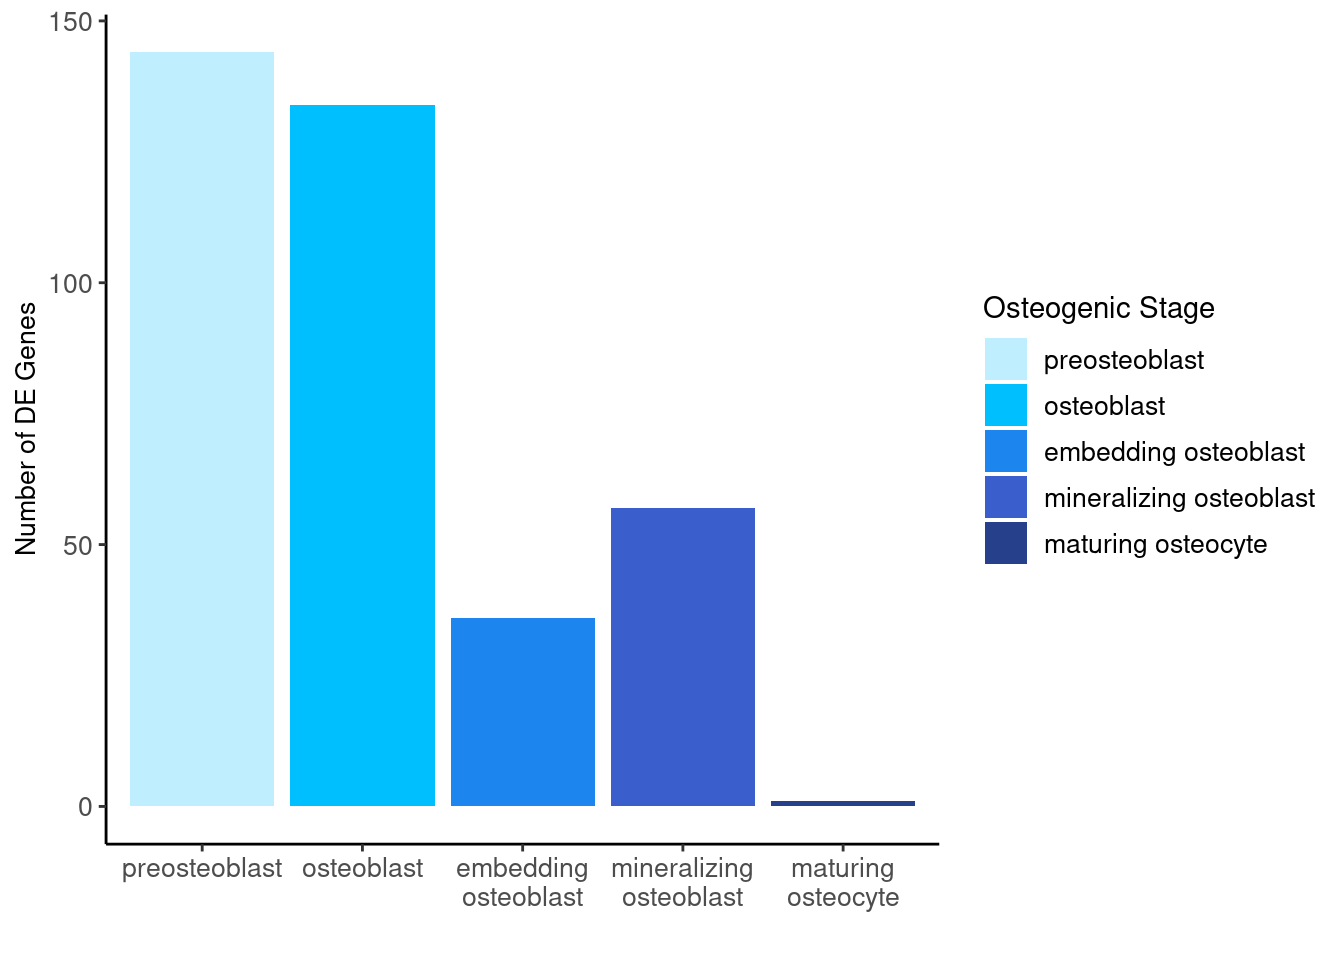 150
100
50
0
Number of DE Genes
preosteoblast
osteoblast
embedding
osteoblast
mineralizing
osteoblast
maturing
osteocyte
Osteogenic Stage
preosteoblast
osteoblast
embedding osteoblast
mineralizing osteoblast
maturing osteocyte